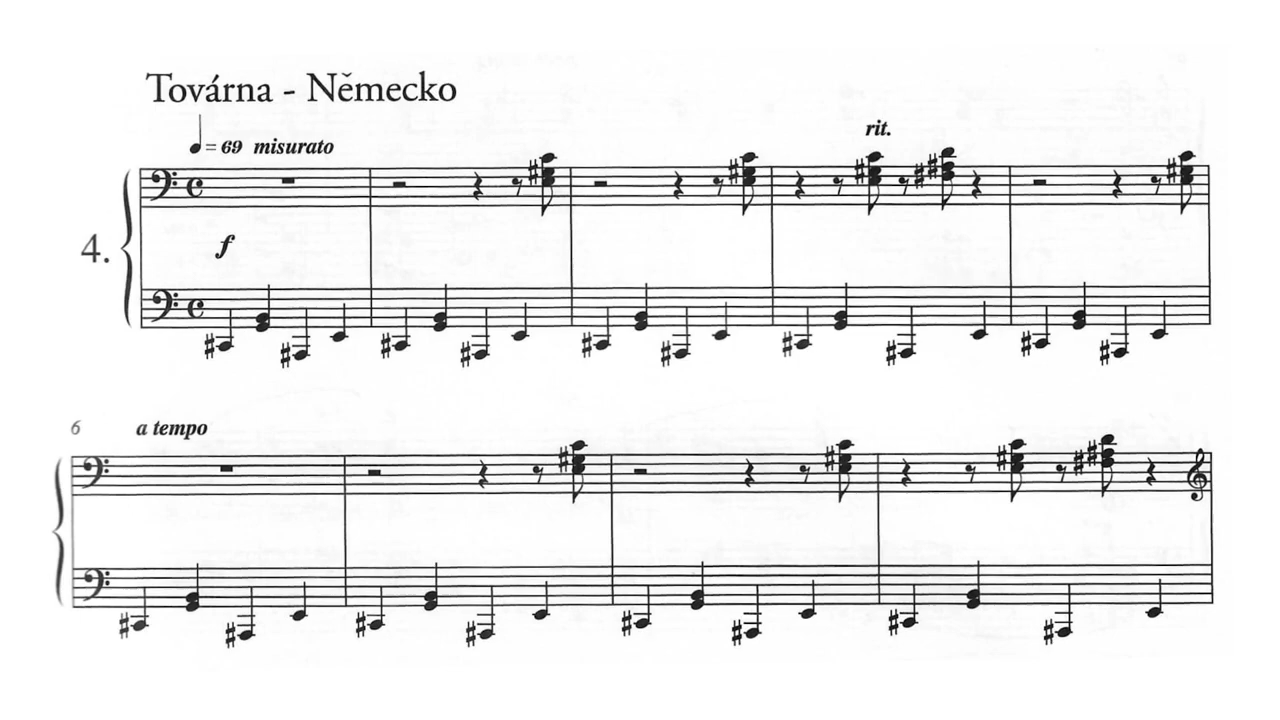 Továrna - Německo
♩= 69 misurato
rit.
4.
f
6
a tempo